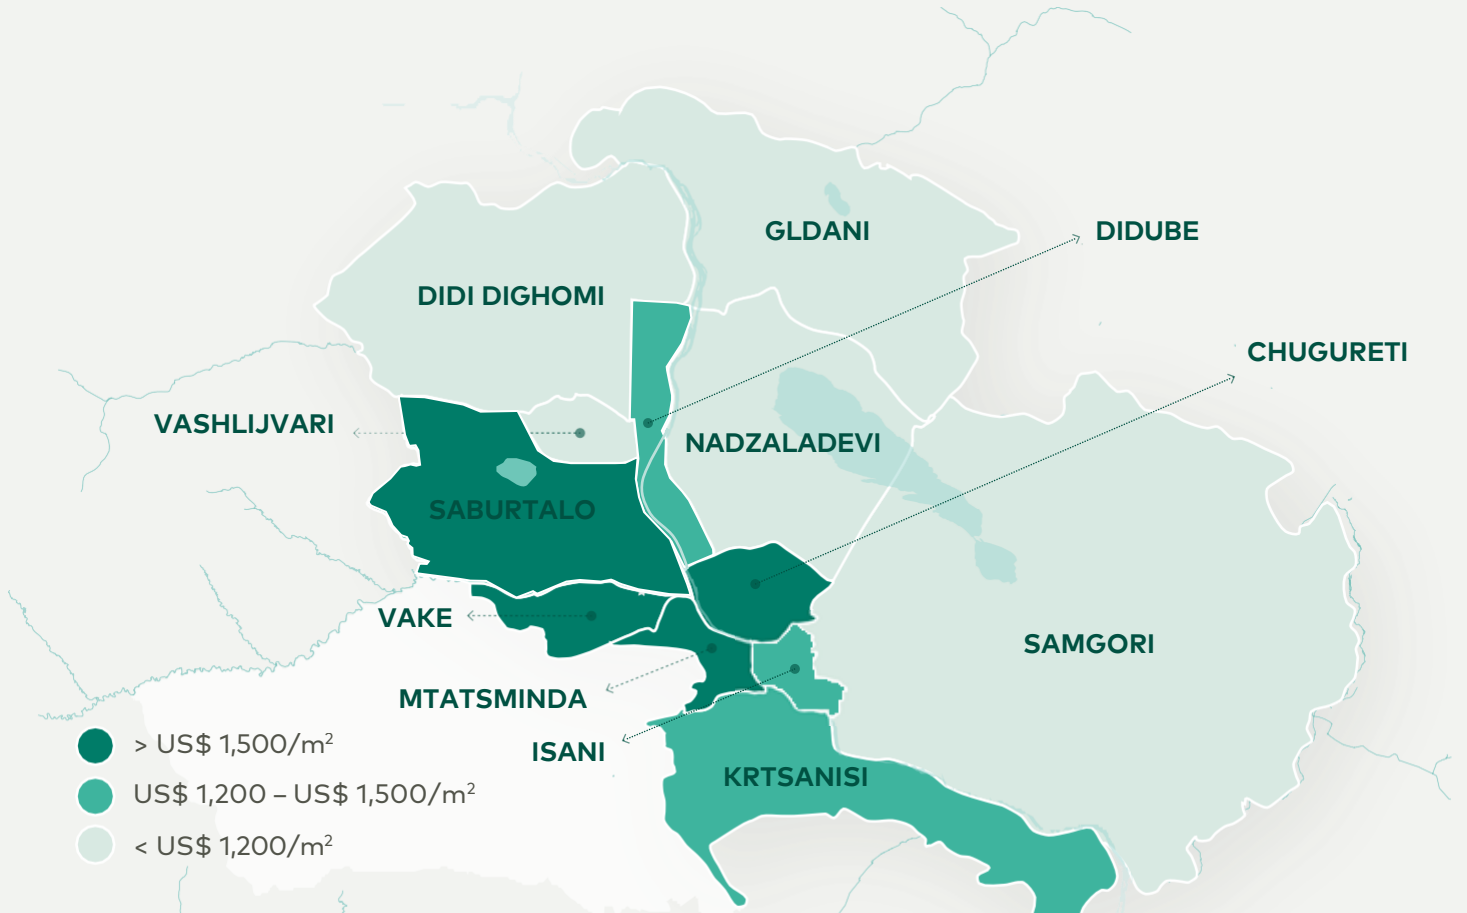 GLDANI
DIDUBE
DIDI DIGHOMI
CHUGURETI
VASHLIJVARI
NADZALADEVI
SABURTALO
VAKE
SAMGORI
MTATSMINDA
ISANI
KRTSANISI
> US$ 1,500/m²
US$ 1,200 – US$ 1,500/m²
< US$ 1,200/m²